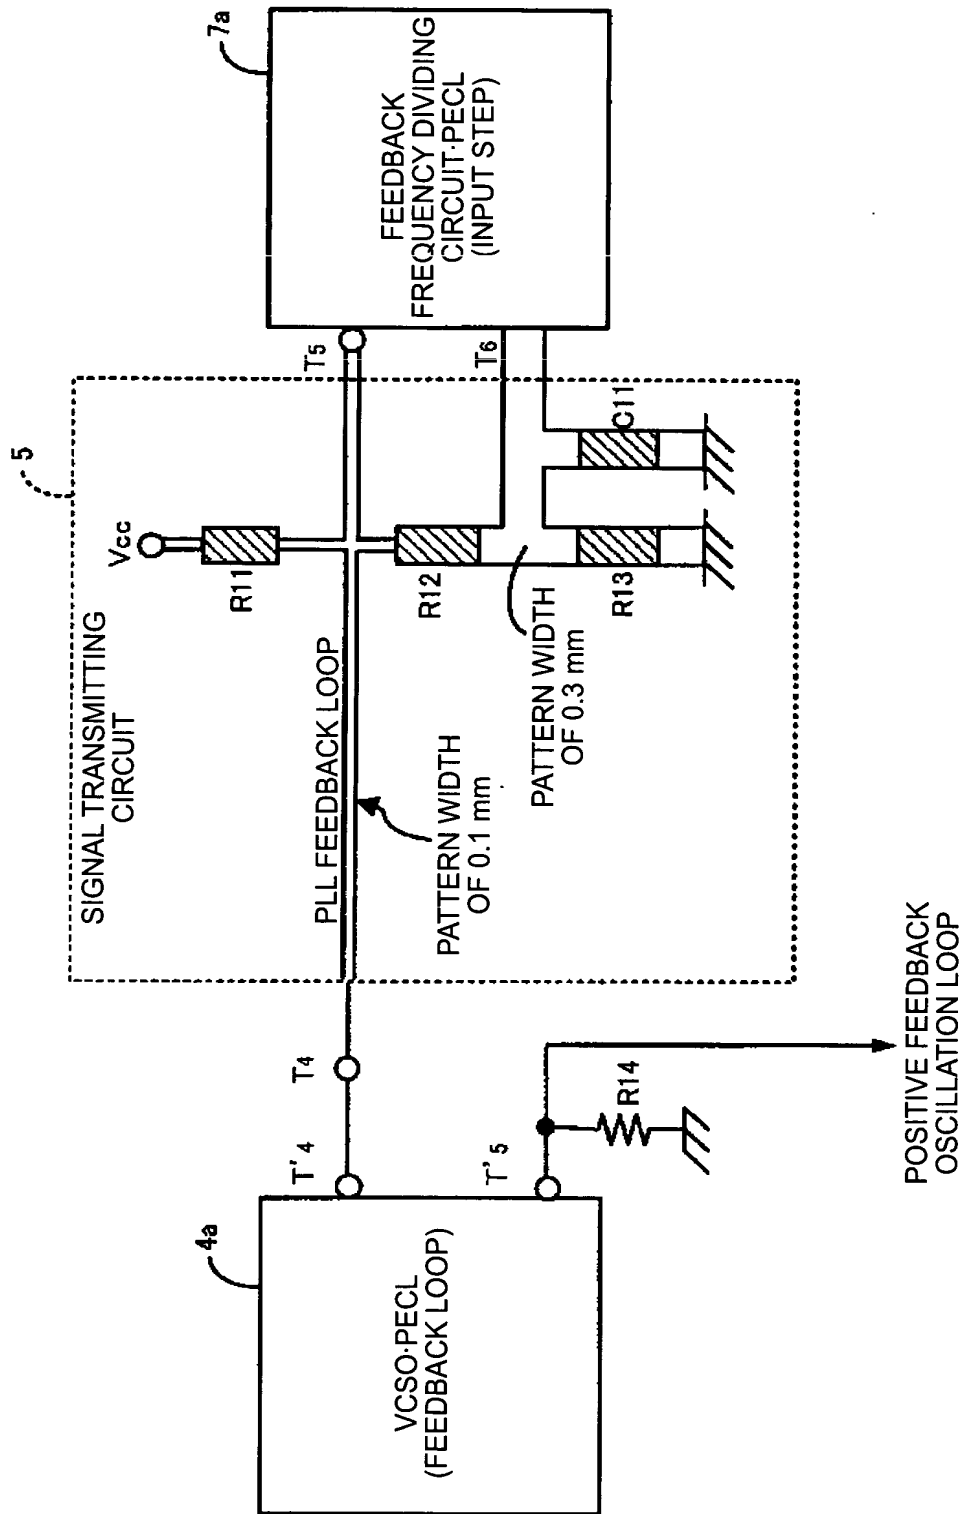 5
7a
SIGNAL TRANSMITTING
CIRCUIT
Vcc
R11
PLL FEEDBACK LOOP
T5
FEEDBACK
FREQUENCY DIVIDING
CIRCUIT·PECL
(INPUT STEP)
R12
T6
PATTERN WIDTH
OF 0.1 mm
PATTERN WIDTH
OF 0.3 mm
R13
C11
4a
T'4
T4
VCSO·PECL
(FEEDBACK LOOP)
T'5
R14
POSITIVE FEEDBACK
OSCILLATION LOOP